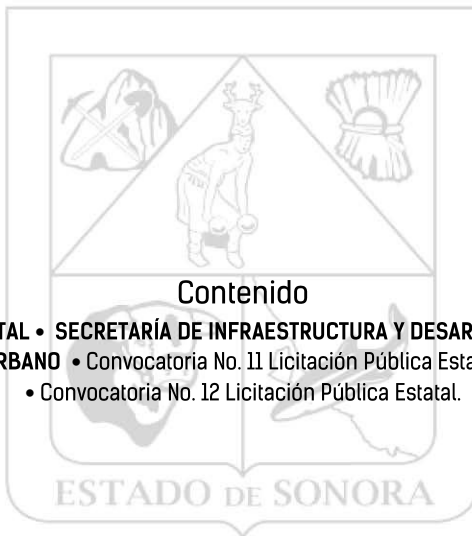 Contenido
TAL • SECRETARÍA DE INFRAESTRUCTURA Y DESAR
RBANO • Convocatoria No. 11 Licitación Pública Esta
• Convocatoria No. 12 Licitación Pública Estatal.
ESTADO DE SONORA